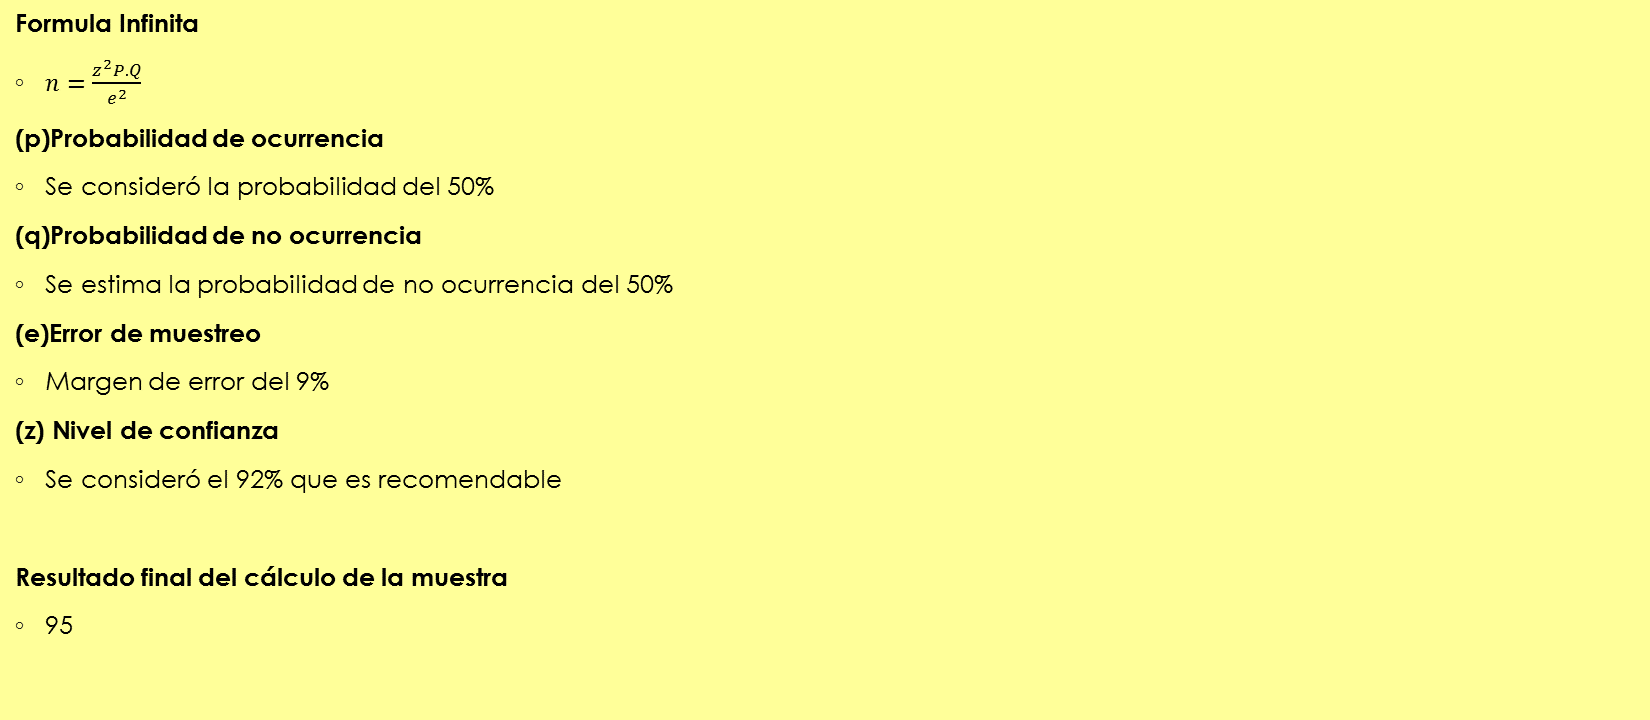 Formula Infinita
◦ n = z²P.Q / e²
(p)Probabilidad de ocurrencia
◦ Se consideró la probabilidad del 50%
(q)Probabilidad de no ocurrencia
◦ Se estima la probabilidad de no ocurrencia del 50%
(e)Error de muestreo
◦ Margen de error del 9%
(z) Nivel de confianza
◦ Se consideró el 92% que es recomendable
Resultado final del cálculo de la muestra
◦ 95